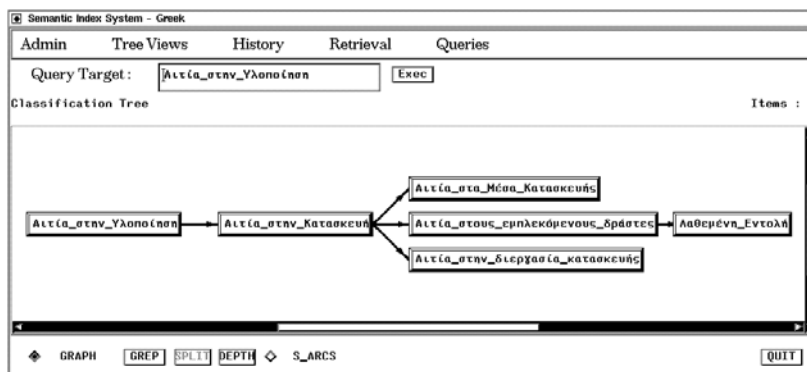 Semantic Index System - Greek
Admin Tree Views History Retrieval Queries
Query Target : Αιτία_στην_Υλοποίηση Exec
Classification Tree Items :
Αιτία_στα_Μέσα_Κατασκευής
Αιτία_στην_Υλοποίηση Αιτία_στην_Κατασκευή Αιτία_στους_εμπλεκόμενους_δράστες Λαθεμένη_Εντολή
Αιτία_στην_διεργασία_κατασκευής
GRAPH GREP SPLIT DEPTH S_ARCS QUIT